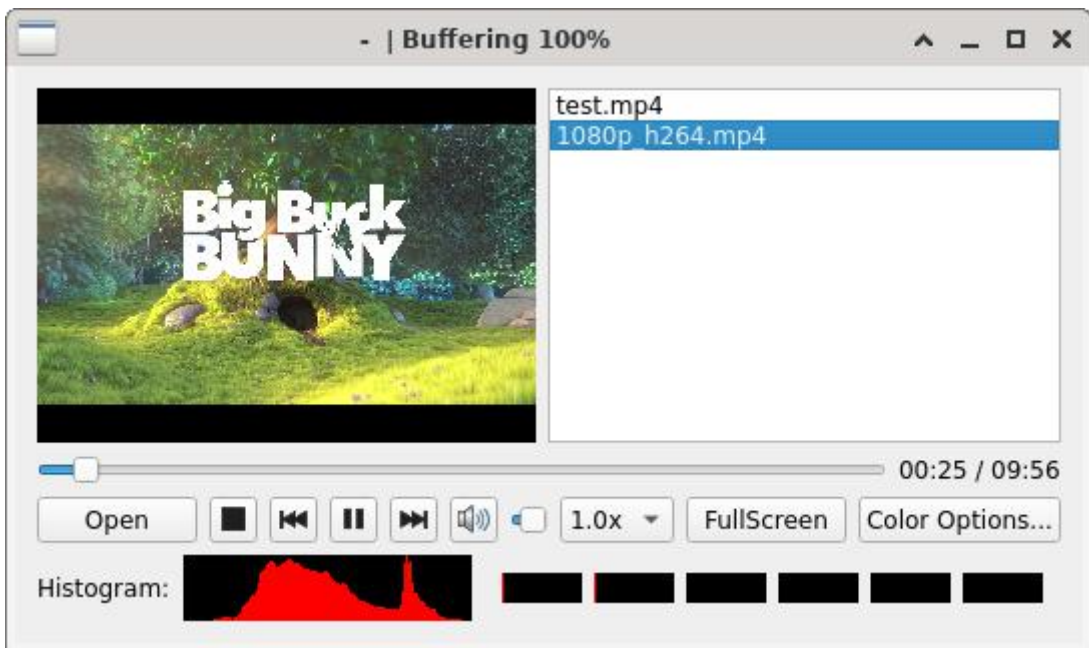 - | Buffering 100%
Big Buck
BUNNY
test.mp4
1080p_h264.mp4
00:25 / 09:56
Open
1.0x
FullScreen
Color Options...
Histogram: